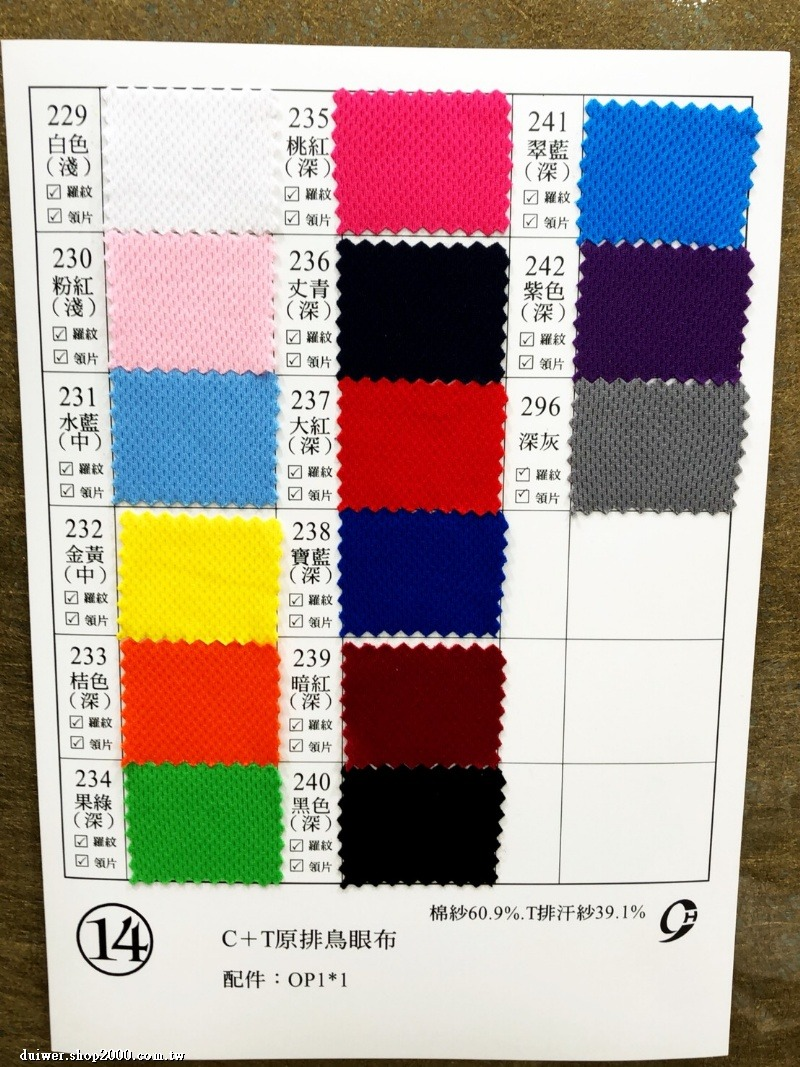 229
白色
(淺)
☑ 羅紋
☑ 領片
230
粉紅
(淺)
☑ 羅紋
☑ 領片
231
水藍
(中)
☑ 羅紋
☑ 領片
232
金黃
(中)
☑ 羅紋
☑ 領片
233
桔色
(深)
☑ 羅紋
☑ 領片
234
果綠
(深)
☑ 羅紋
☑ 領片
235
桃紅
(深)
☑ 羅紋
☑ 領片
236
丈青
(深)
☑ 羅紋
☑ 領片
237
大紅
(深)
☑ 羅紋
☑ 領片
238
寶藍
(深)
☑ 羅紋
☑ 領片
239
暗紅
(深)
☑ 羅紋
☑ 領片
240
黑色
(深)
☑ 羅紋
☑ 領片
241
翠藍
(深)
☑ 羅紋
☑ 領片
242
紫色
(深)
☑ 羅紋
☑ 領片
296
深灰
☑ 羅紋
☑ 領片
棉紗60.9%.T排汗紗39.1%
14
C+T原排鳥眼布
配件：OP1*1
duiwer.shop2000.com.tw